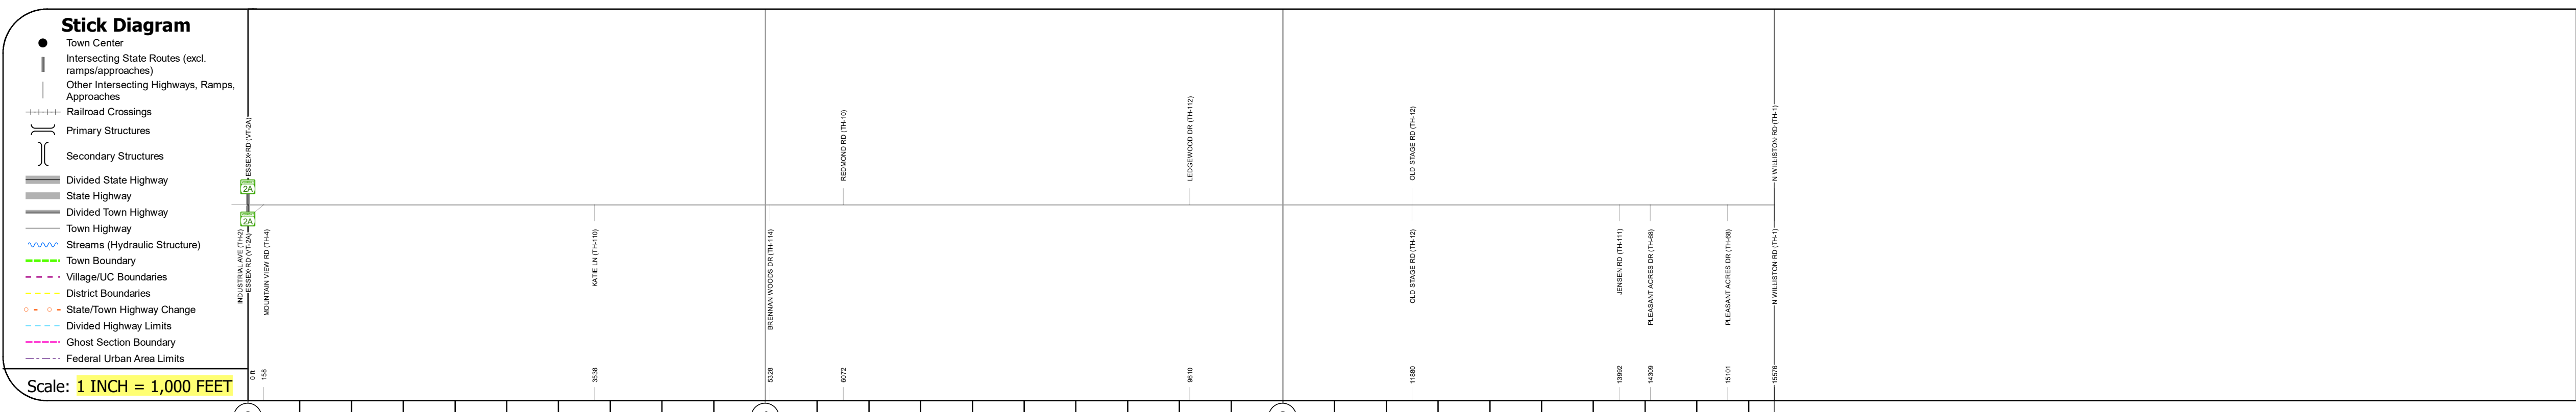 Stick Diagram
Town Center
Intersecting State Routes (excl.
ramps/approaches)
Other Intersecting Highways, Ramps,
Approaches
Railroad Crossings
Primary Structures
Secondary Structures
Divided State Highway
State Highway
Divided Town Highway
Town Highway
Streams (Hydraulic Structure)
Town Boundary
Village/UC Boundaries
District Boundaries
State/Town Highway Change
Divided Highway Limits
Ghost Section Boundary
Federal Urban Area Limits
Scale: 1 INCH = 1,000 FEET
ESSEX RD (VT-2A)
REDMOND RD (TH-10)
LEDGEWOOD DR (TH-112)
OLD STAGE RD (TH-12)
N WILLISTON RD (TH-1)
2A
2A
INDUSTRIAL AVE (TH-2)
ESSEX RD (VT-2A)
MOUNTAIN VIEW RD (TH-4)
KATIE LN (TH-110)
BRENNAN WOODS DR (TH-114)
OLD STAGE RD (TH-12)
JENSEN RD (TH-111)
PLEASANT ACRES DR (TH-68)
PLEASANT ACRES DR (TH-68)
N WILLISTON RD (TH-1)
0 ft
158
3538
5328
6072
9610
11880
13992
14309
15101
15576